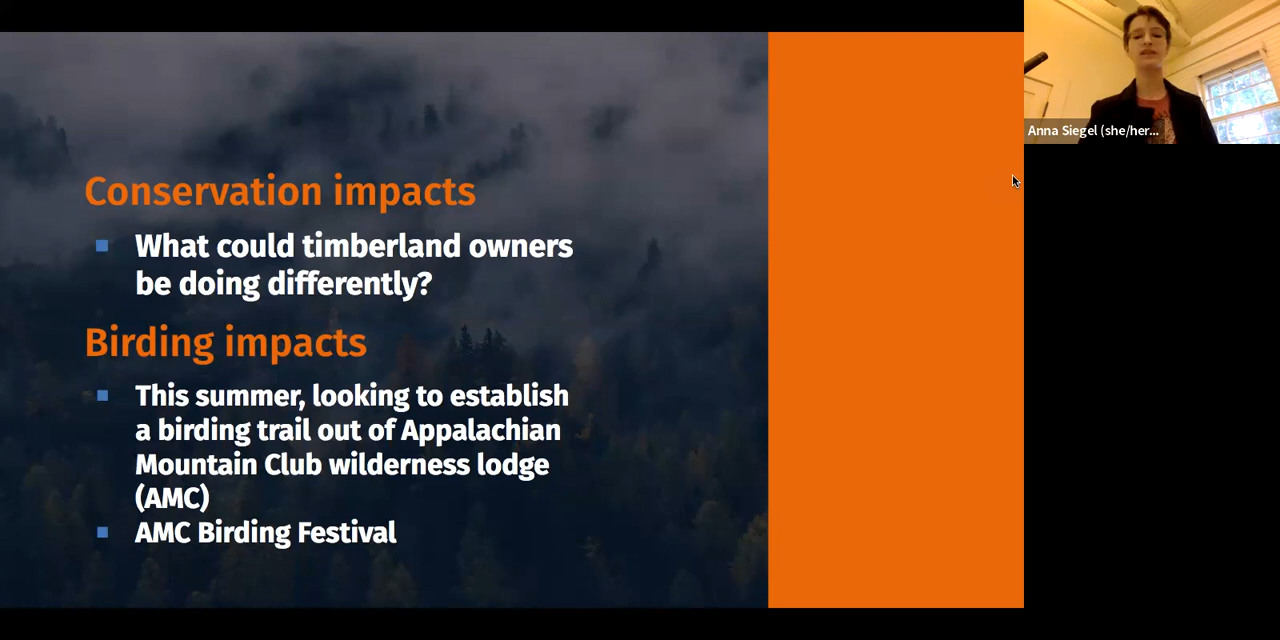 Conservation impacts
What could timberland owners
be doing differently?
Birding impacts
This summer, looking to establish
a birding trail out of Appalachian
Mountain Club wilderness lodge
(AMC)
AMC Birding Festival
Anna Siegel (she/her...